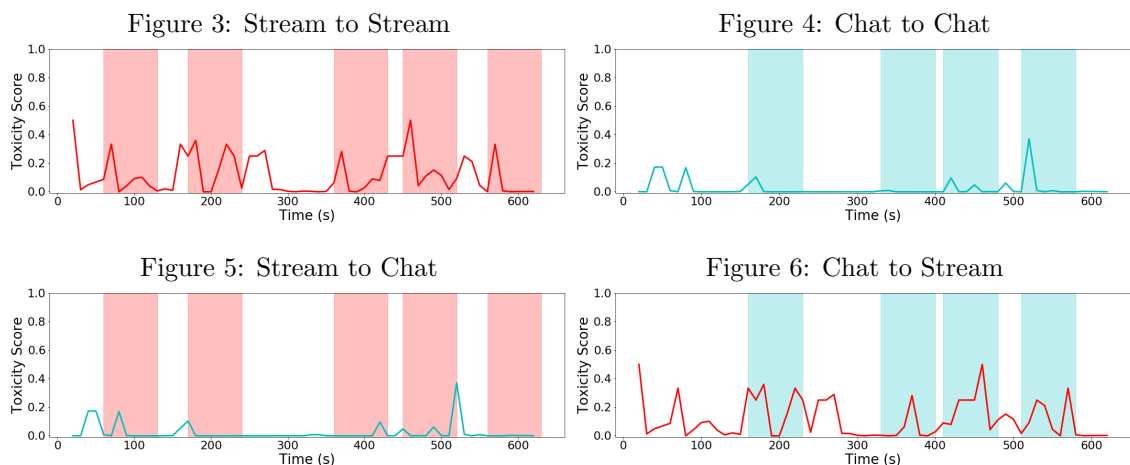 Figure 3: Stream to Stream
1.0
0.8
0.6
0.4
0.2
0.0
Toxicity Score
0 100 200 300 400 500 600
Time (s)
Figure 4: Chat to Chat
1.0
0.8
0.6
0.4
0.2
0.0
Toxicity Score
0 100 200 300 400 500 600
Time (s)
Figure 5: Stream to Chat
1.0
0.8
0.6
0.4
0.2
0.0
Toxicity Score
0 100 200 300 400 500 600
Time (s)
Figure 6: Chat to Stream
1.0
0.8
0.6
0.4
0.2
0.0
Toxicity Score
0 100 200 300 400 500 600
Time (s)